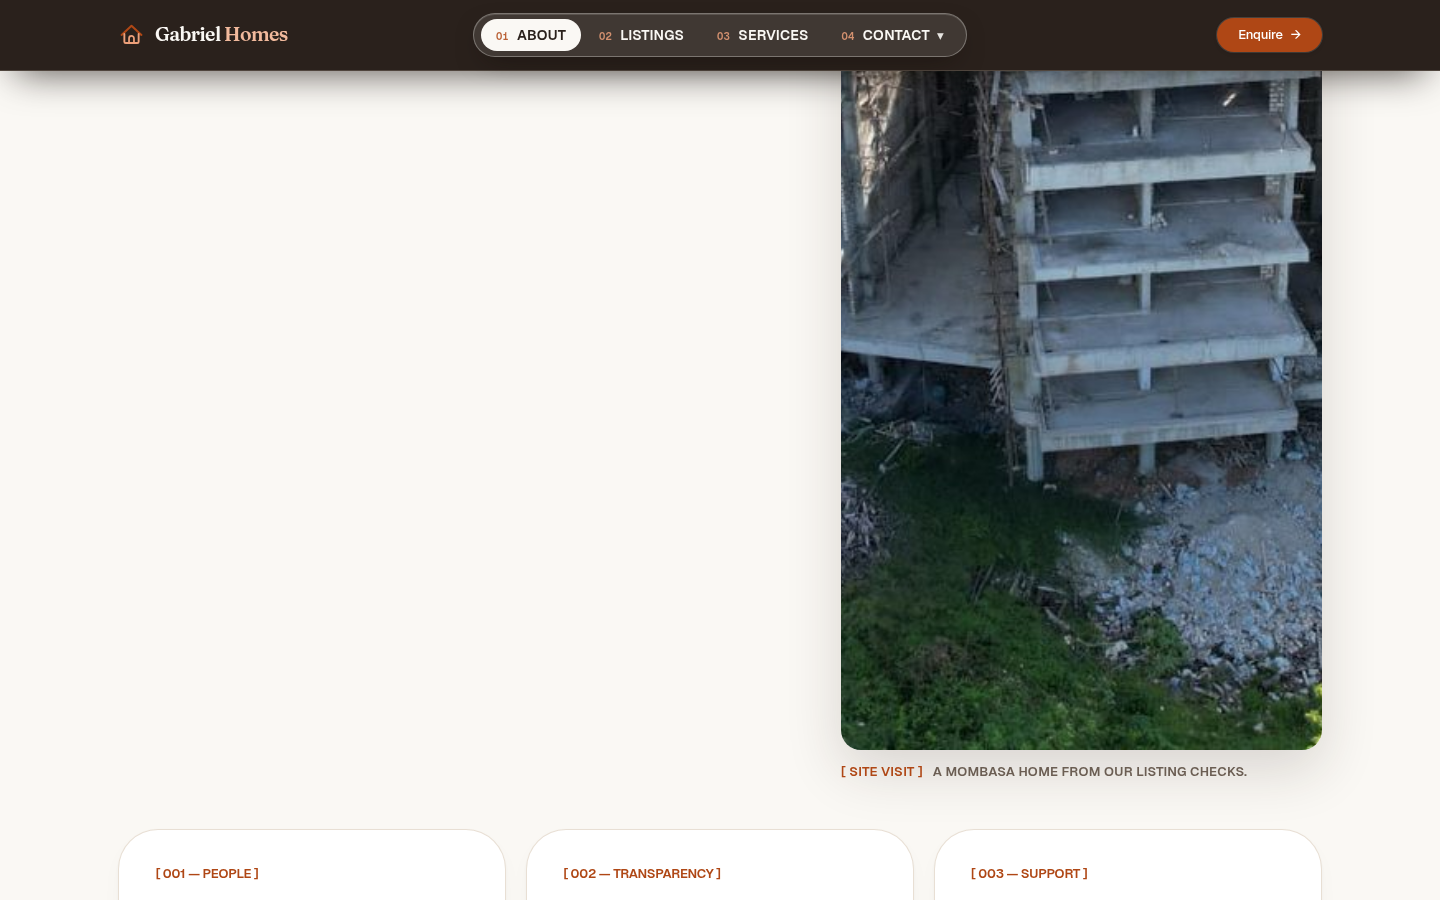 Gabriel Homes
01 ABOUT
02 LISTINGS
03 SERVICES
04 CONTACT ▾
Enquire →
[ SITE VISIT ] A MOMBASA HOME FROM OUR LISTING CHECKS.
[ 001 — PEOPLE ]
[ 002 — TRANSPARENCY ]
[ 003 — SUPPORT ]